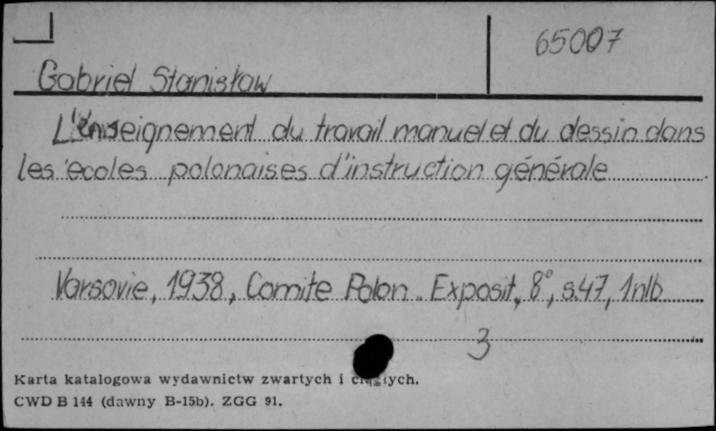 65007
Gabriel Stanisław
L'enseignement du travail manuel et du dessin dans
les écoles polonaises d'instruction générale
Varsovie, 1938, Comite Polon. Exposit, 8°, s.47, 1nlb
3
Karta katalogowa wydawnictw zwartych i ciągłych.
CWD B 144 (dawny B-15b). ZGG 91.